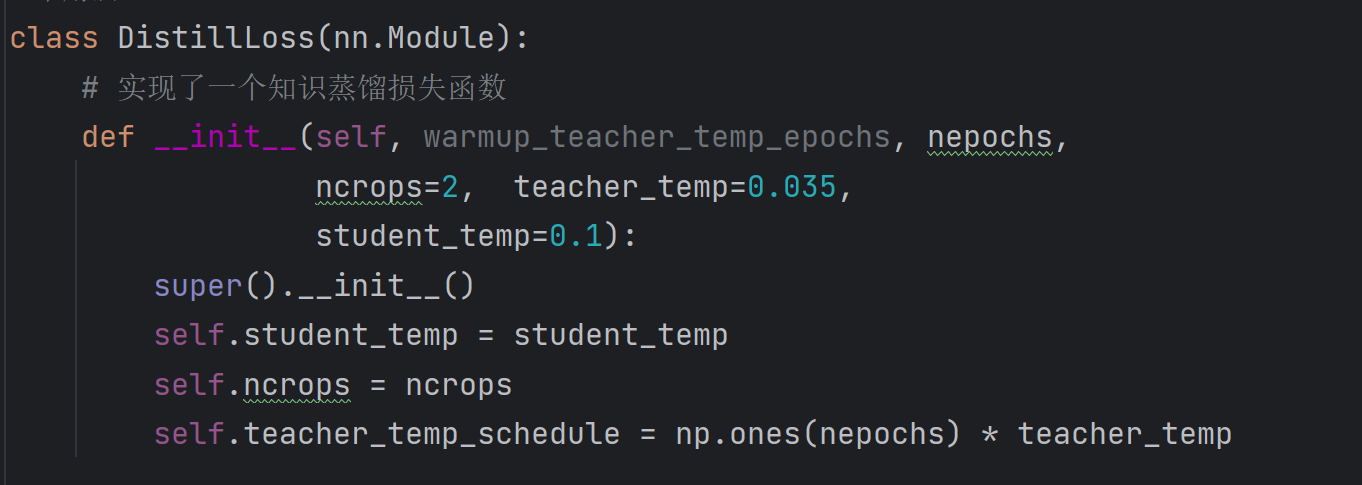 class DistillLoss(nn.Module):
    # 实现了一个知识蒸馏损失函数
    def __init__(self, warmup_teacher_temp_epochs, nepochs,
                 ncrops=2,  teacher_temp=0.035,
                 student_temp=0.1):
        super().__init__()
        self.student_temp = student_temp
        self.ncrops = ncrops
        self.teacher_temp_schedule = np.ones(nepochs) * teacher_temp